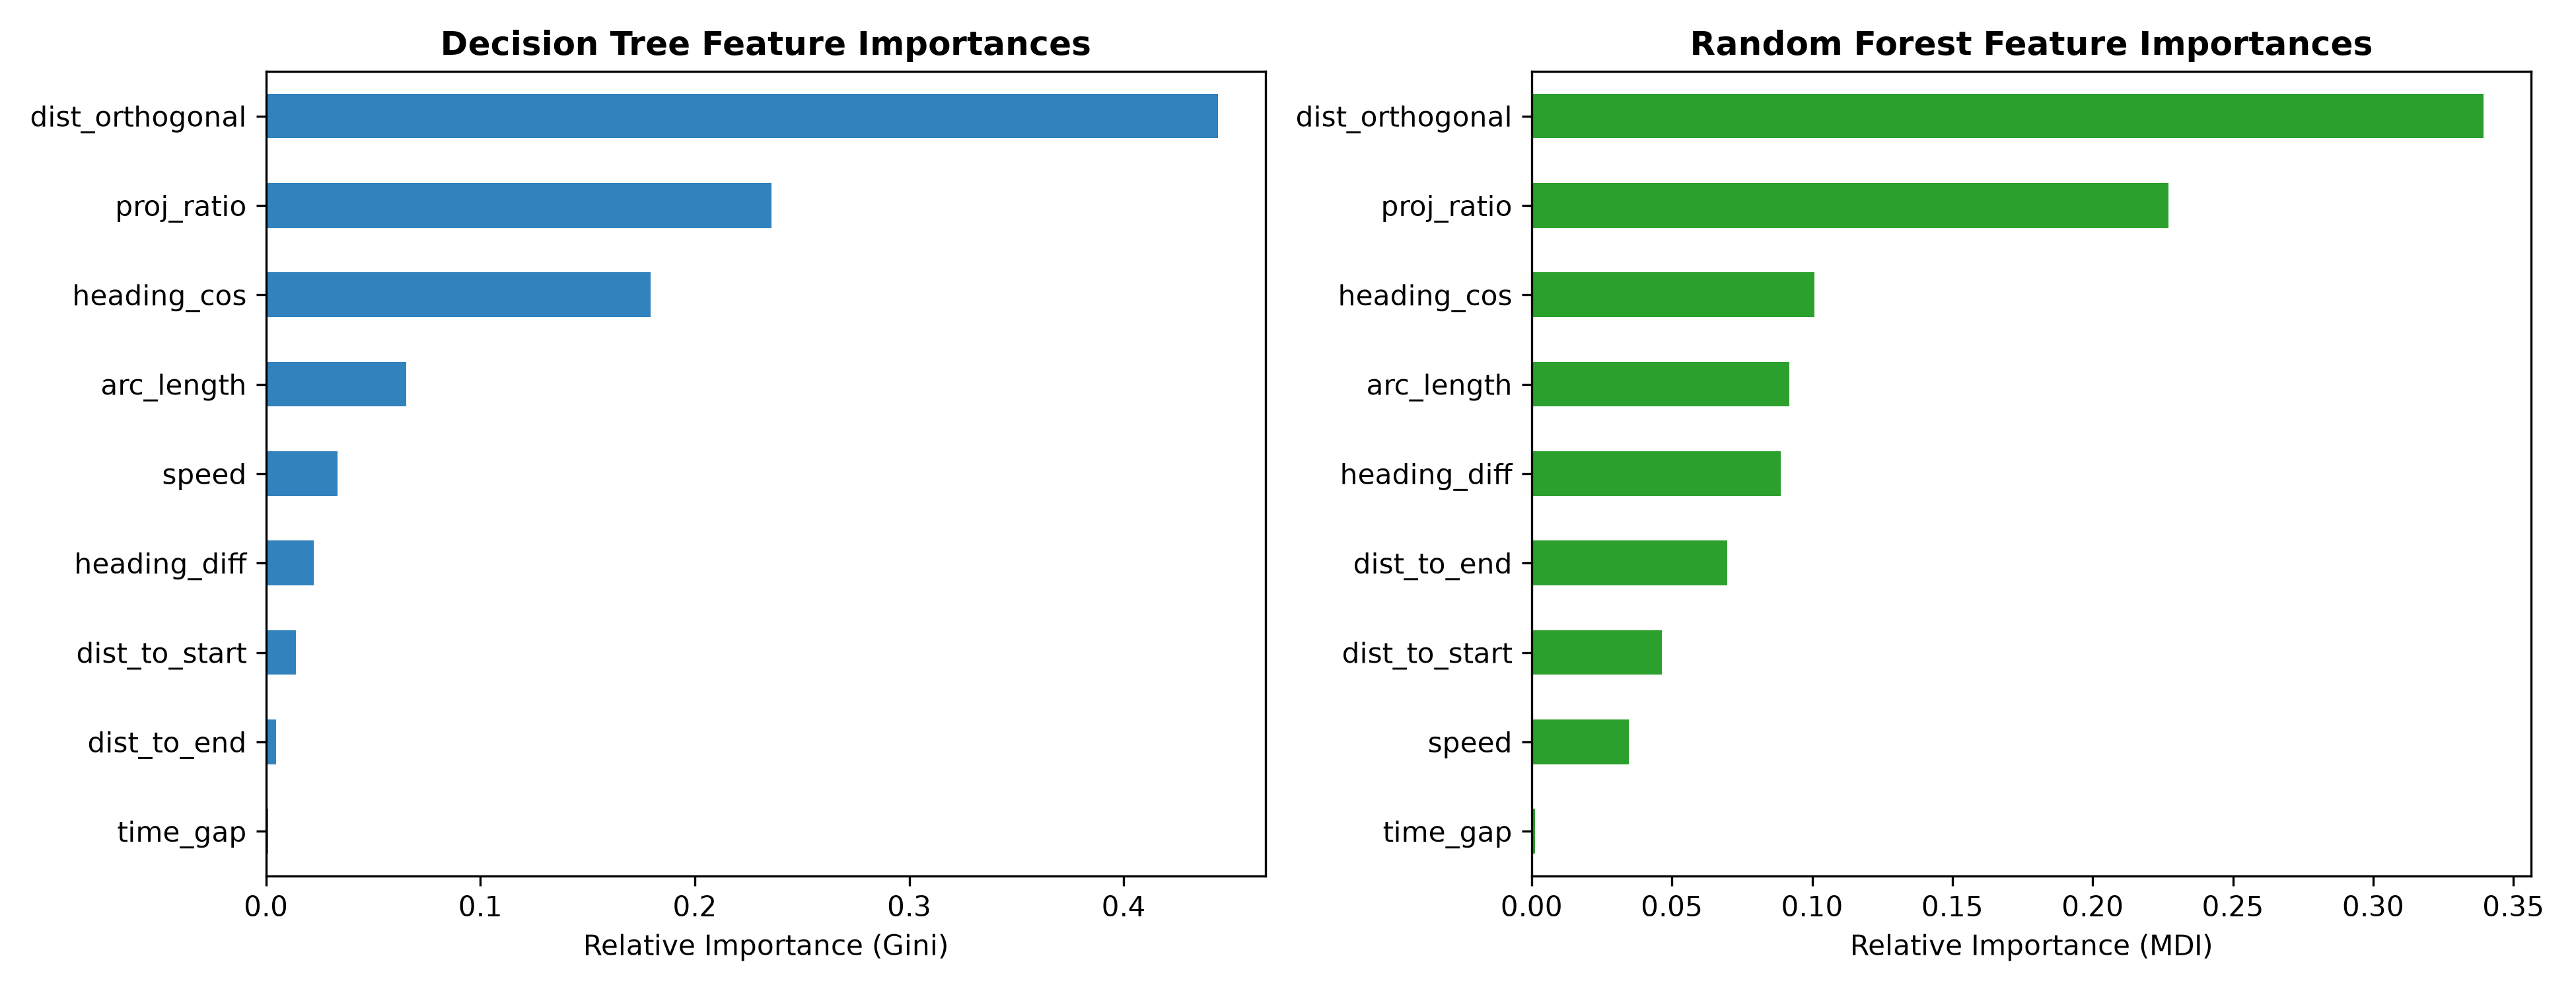 Decision Tree Feature Importances
dist_orthogonal
proj_ratio
heading_cos
arc_length
speed
heading_diff
dist_to_start
dist_to_end
time_gap
0.0 0.1 0.2 0.3 0.4
Relative Importance (Gini)
Random Forest Feature Importances
dist_orthogonal
proj_ratio
heading_cos
arc_length
heading_diff
dist_to_end
dist_to_start
speed
time_gap
0.00 0.05 0.10 0.15 0.20 0.25 0.30 0.35
Relative Importance (MDI)